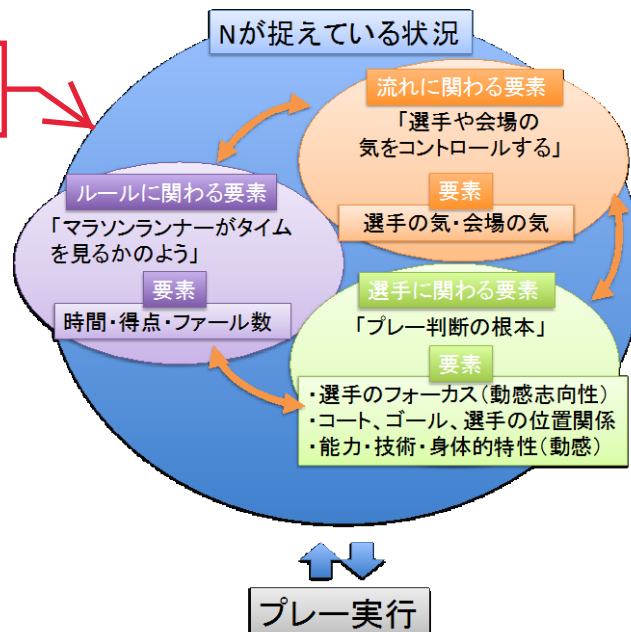 Nが捉えている状況
流れに関わる要素
「選手や会場の
気をコントロールする」
要素
選手の気・会場の気
ルールに関わる要素
「マラソンランナーがタイム
を見るかのよう」
要素
時間・得点・ファール数
選手に関わる要素
「プレー判断の根本」
要素
・選手のフォーカス(動感志向性)
・コート、ゴール、選手の位置関係
・能力・技術・身体的特性(動感)
プレー実行